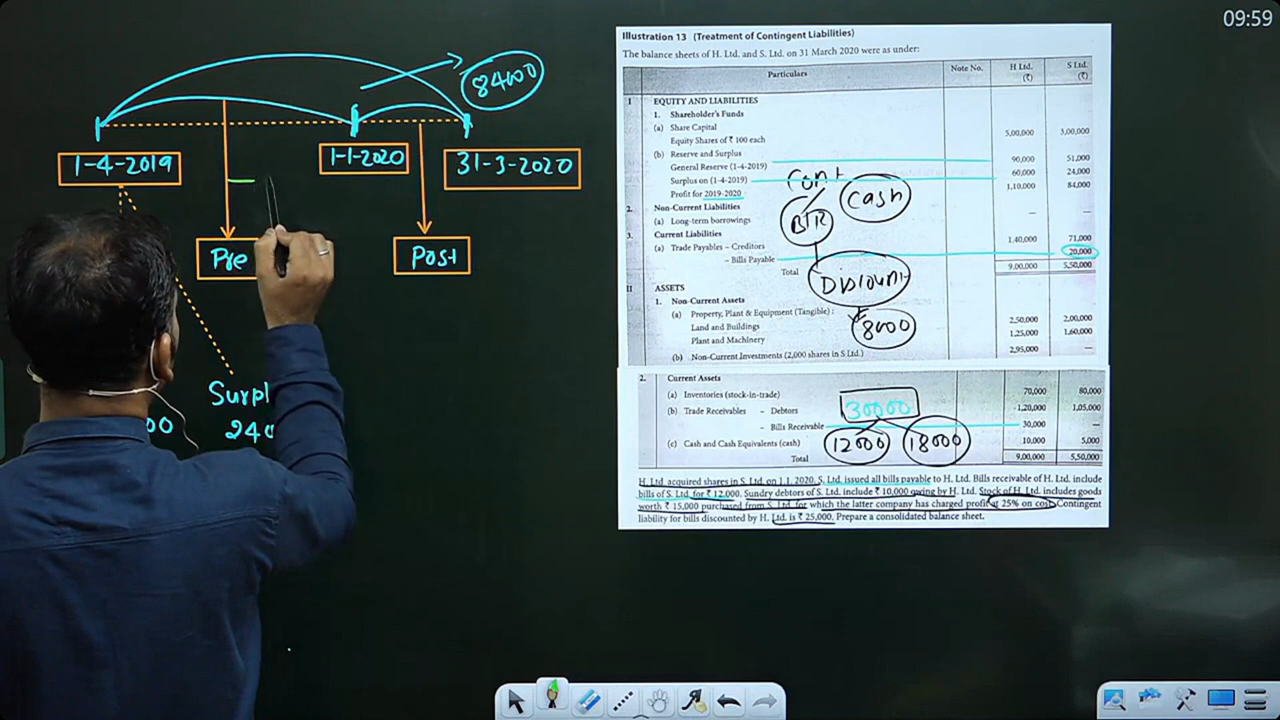 09:59
84000
1-4-2019
1-1-2020
31-3-2020
Pre
Post
Surpl
240
00
Illustration 13 (Treatment of Contingent Liabilities)
The balance sheets of H. Ltd. and S. Ltd. on 31 March 2020 were as under:
Particulars Note No. H Ltd. (₹) S Ltd. (₹)
I EQUITY AND LIABILITIES
1. Shareholder's Funds
(a) Share Capital
Equity Shares of ₹ 100 each 5,00,000 3,00,000
(b) Reserve and Surplus
General Reserve (1-4-2019) 90,000 51,000
Surplus on (1-4-2019) 60,000 24,000
Profit for 2019-2020 1,10,000 84,000
2. Non-Current Liabilities
(a) Long-term borrowings — —
3. Current Liabilities
(a) Trade Payables – Creditors 1,40,000 71,000
– Bills Payable 20,000
Total 9,00,000 5,50,000
II ASSETS
1. Non-Current Assets
(a) Property, Plant & Equipment (Tangible) :
Land and Buildings 2,50,000 2,00,000
Plant and Machinery 1,25,000 1,60,000
(b) Non-Current Investments (2,000 shares in S Ltd.) 2,95,000 —
Cash
B/R
Discount
8000
2. Current Assets
(a) Inventories (stock-in-trade) 70,000 80,000
(b) Trade Receivables – Debtors 1,20,000 1,05,000
– Bills Receivable 30,000 —
(c) Cash and Cash Equivalents (cash) 10,000 5,000
Total 9,00,000 5,50,000
30000
12000
18000
H. Ltd. acquired shares in S. Ltd. on 1.1. 2020. S. Ltd. issued all bills payable to H. Ltd. Bills receivable of H. Ltd. include
bills of S. Ltd. for ₹ 12,000. Sundry debtors of S. Ltd. include ₹ 10,000 owing by H. Ltd. Stock of H. Ltd. includes goods
worth ₹ 15,000 purchased from S. Ltd. for which the latter company has charged profit at 25% on cost. Contingent
liability for bills discounted by H. Ltd. is ₹ 25,000. Prepare a consolidated balance sheet.